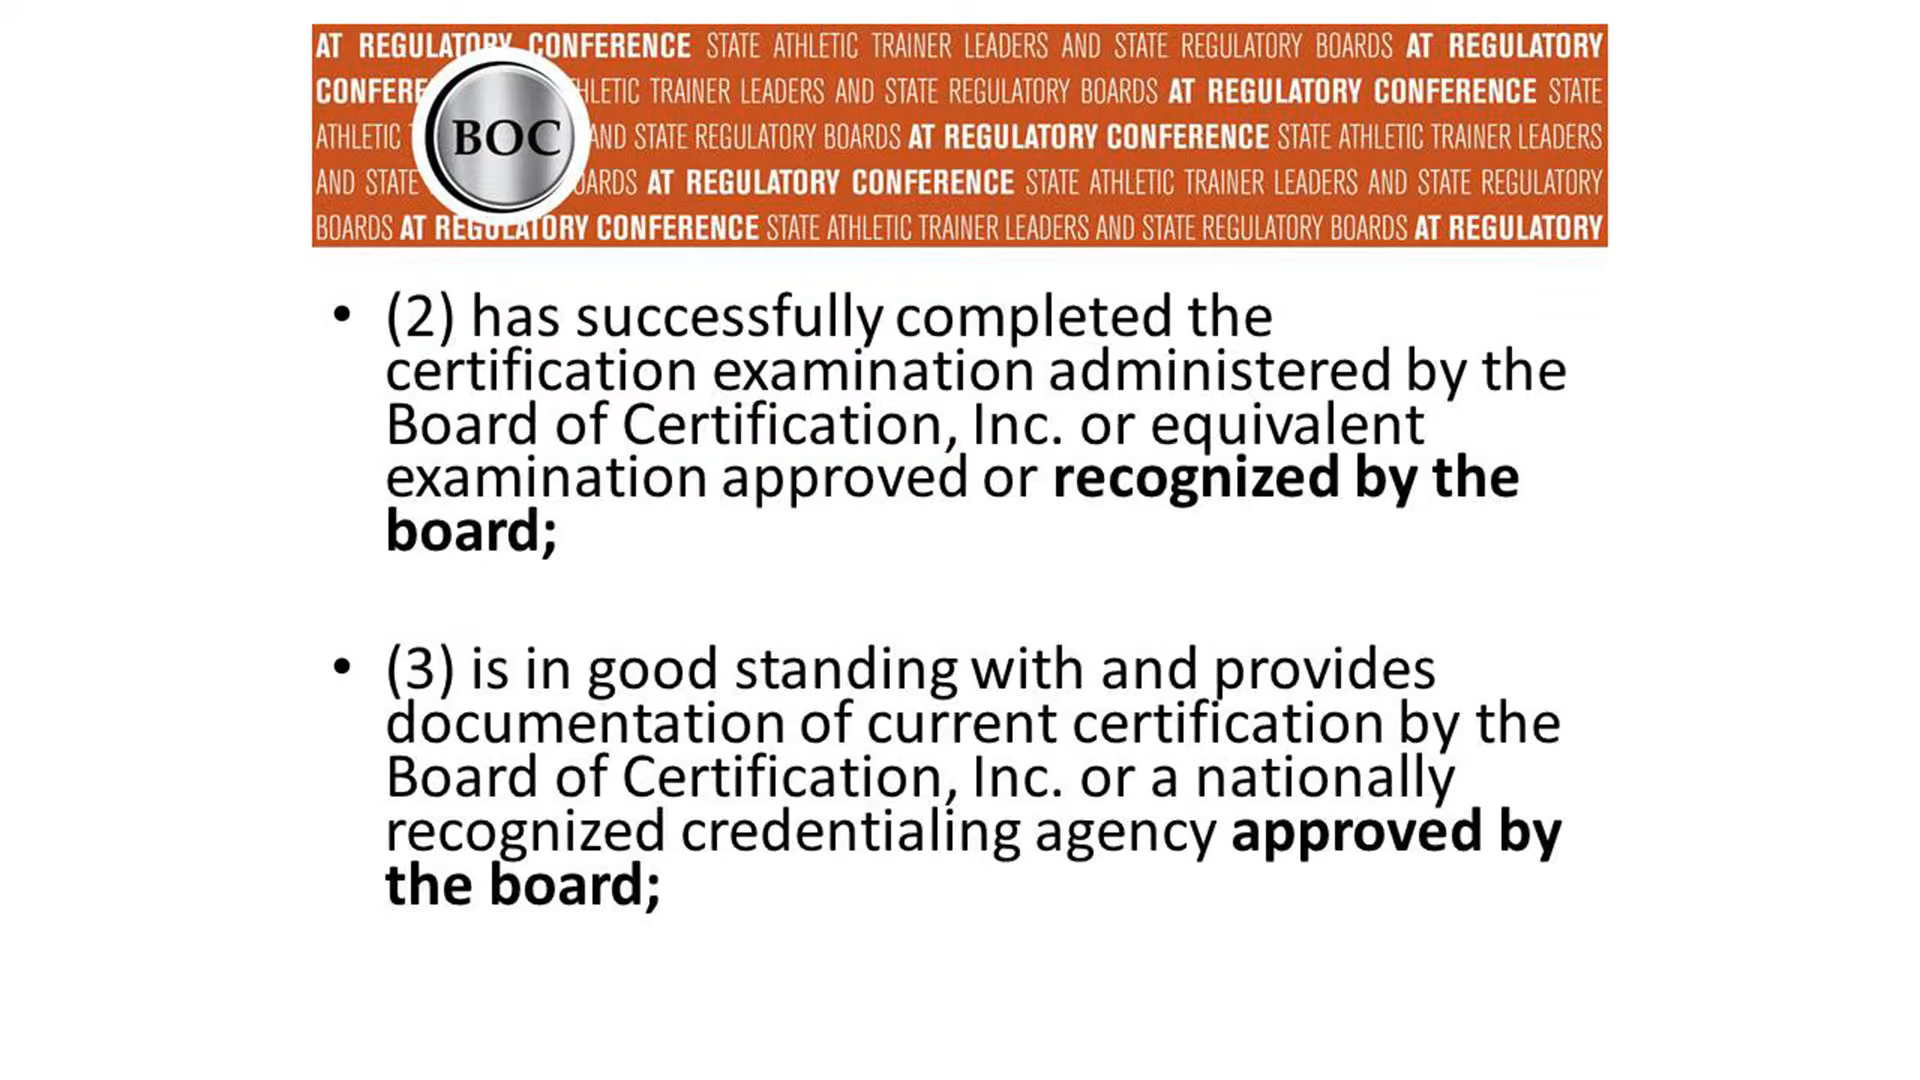 AT REGULATORY CONFERENCE STATE ATHLETIC TRAINER LEADERS AND STATE REGULATORY BOARDS AT REGULATORY
CONFERE HLETIC TRAINER LEADERS AND STATE REGULATORY BOARDS AT REGULATORY CONFERENCE STATE
ATHLETIC AND STATE REGULATORY BOARDS AT REGULATORY CONFERENCE STATE ATHLETIC TRAINER LEADERS
BOC
AND STATE OARDS AT REGULATORY CONFERENCE STATE ATHLETIC TRAINER LEADERS AND STATE REGULATORY
BOARDS AT REGULATORY CONFERENCE STATE ATHLETIC TRAINER LEADERS AND STATE REGULATORY BOARDS AT REGULATORY
• (2) has successfully completed the
certification examination administered by the
Board of Certification, Inc. or equivalent
examination approved or recognized by the
board;
• (3) is in good standing with and provides
documentation of current certification by the
Board of Certification, Inc. or a nationally
recognized credentialing agency approved by
the board;